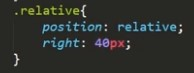 .relative{
    position: relative;
    right: 40px;
}